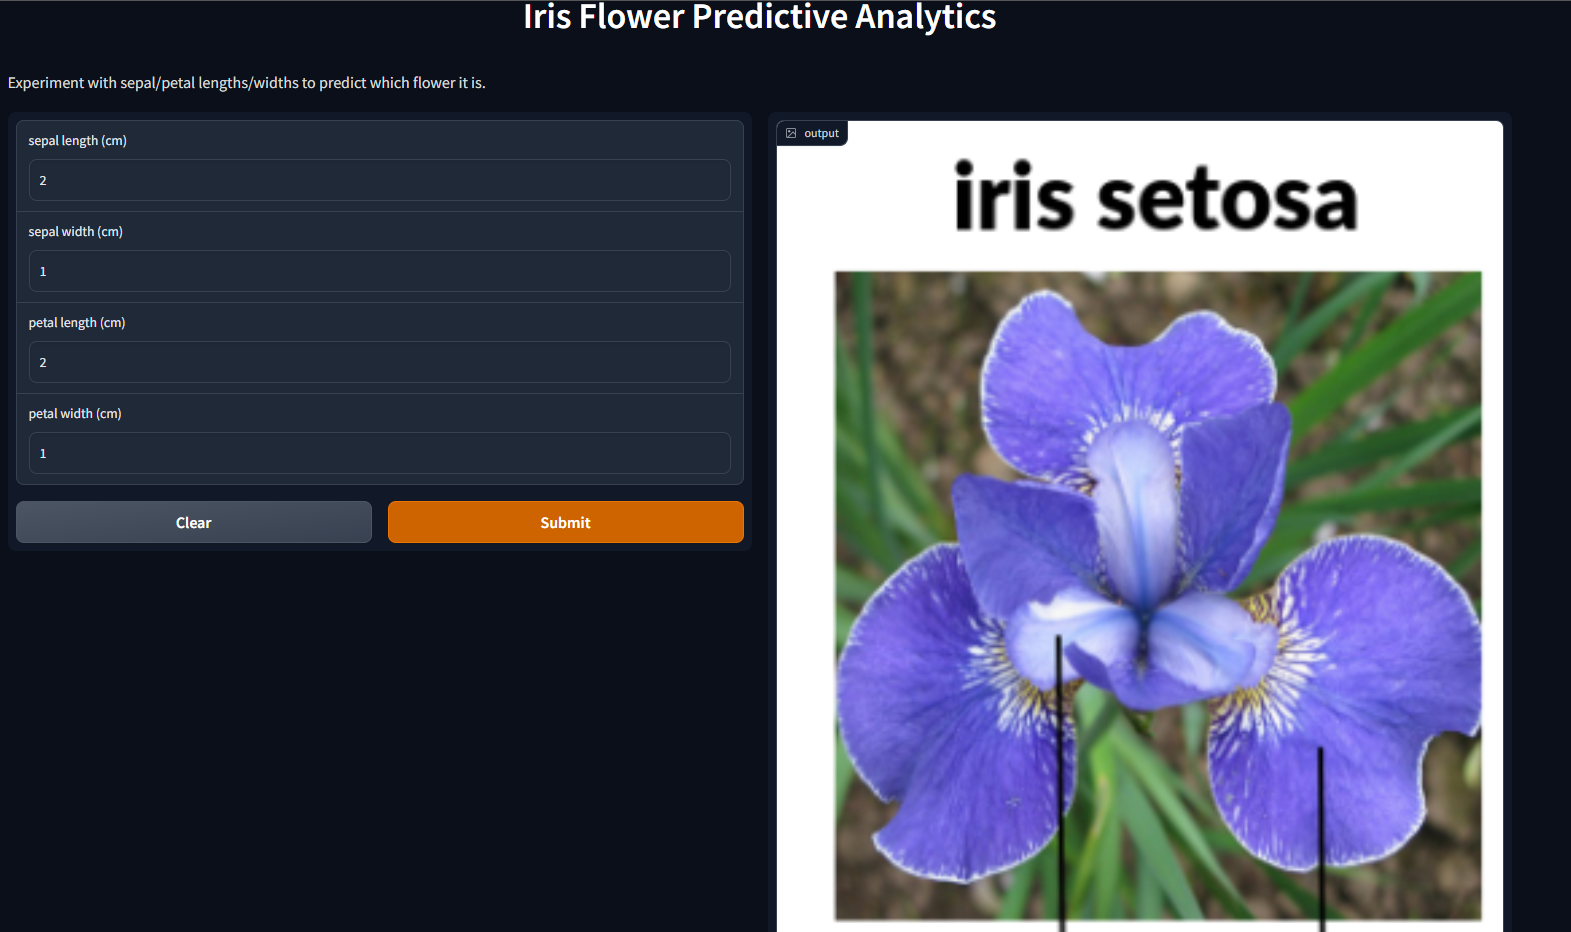 Iris Flower Predictive Analytics
Experiment with sepal/petal lengths/widths to predict which flower it is.
sepal length (cm)
2
sepal width (cm)
1
petal length (cm)
2
petal width (cm)
1
Clear
Submit
output
iris setosa